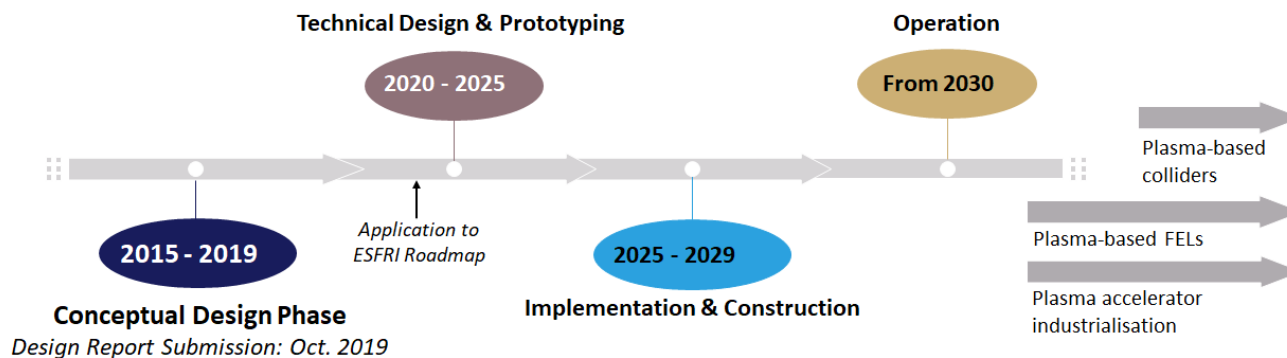 Technical Design & Prototyping
Operation
2020 - 2025
From 2030
Plasma-based
colliders
Application to
ESFRI Roadmap
2015 - 2019
2025 - 2029
Plasma-based FELs
Conceptual Design Phase
Design Report Submission: Oct. 2019
Implementation & Construction
Plasma accelerator
industrialisation